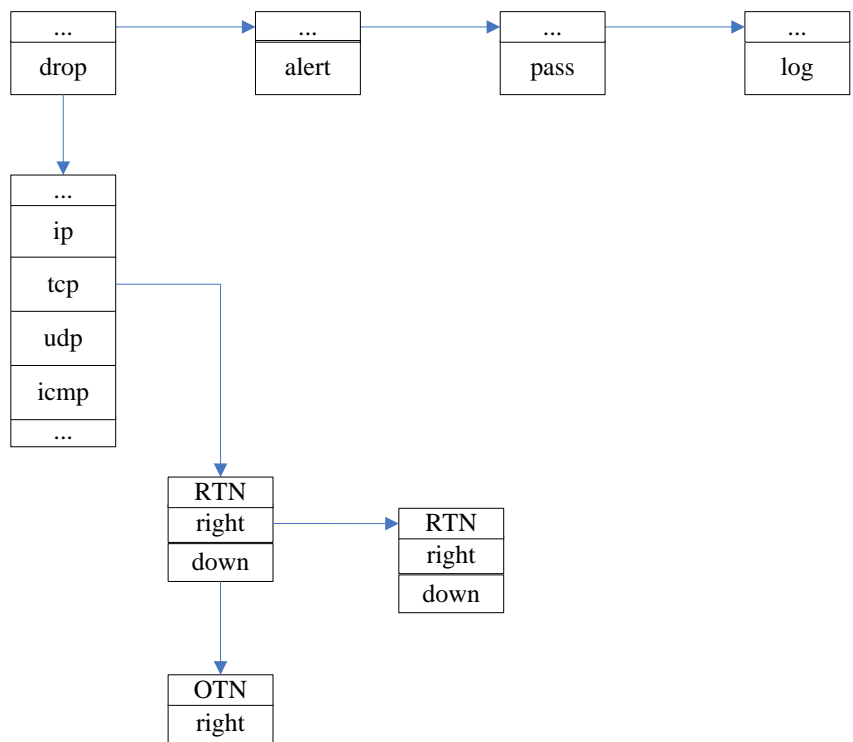 ... ... ... ...
drop alert pass log
...
ip
tcp
udp
icmp
...
RTN
right
down
RTN
right
down
OTN
right